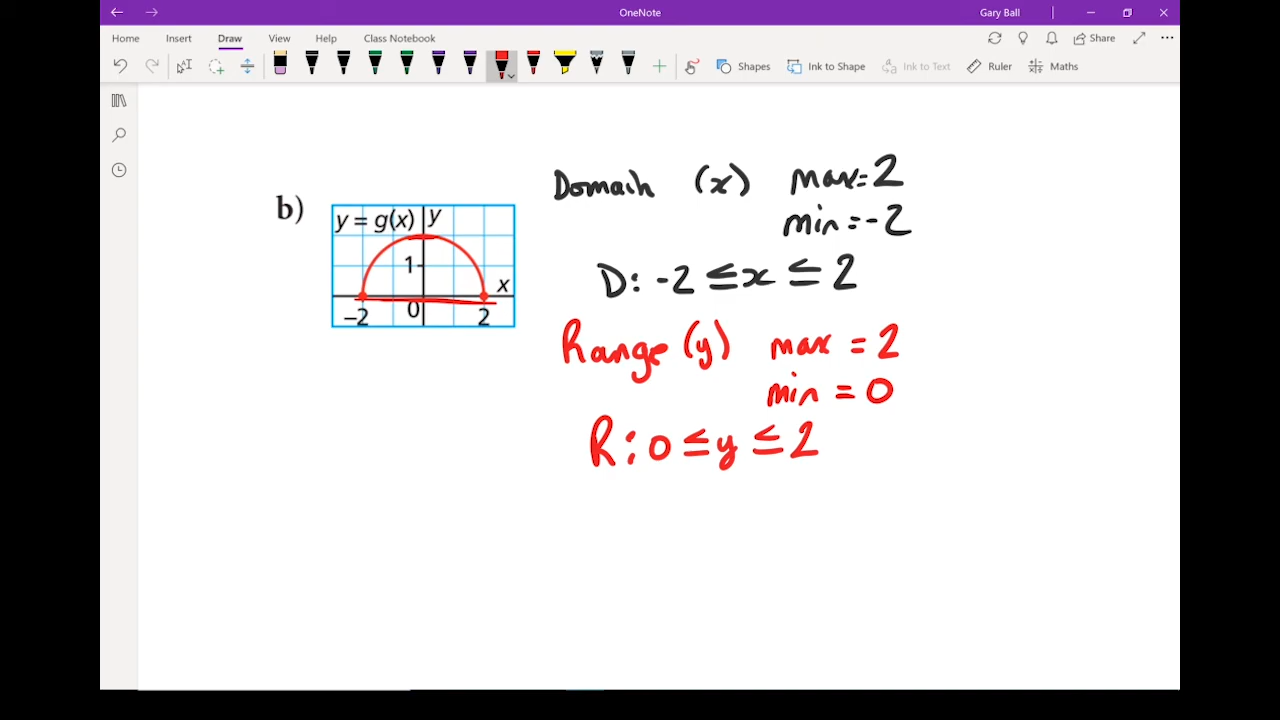 OneNote
Gary Ball
Home Insert Draw View Help Class Notebook
Share
Shapes Ink to Shape Ink to Text Ruler Maths
Domain (x) max=2
min=-2
b)
y = g(x) y
1
x
-2 0 2
D: -2 ≤ x ≤ 2
Range (y) max = 2
min = 0
R: 0 ≤ y ≤ 2